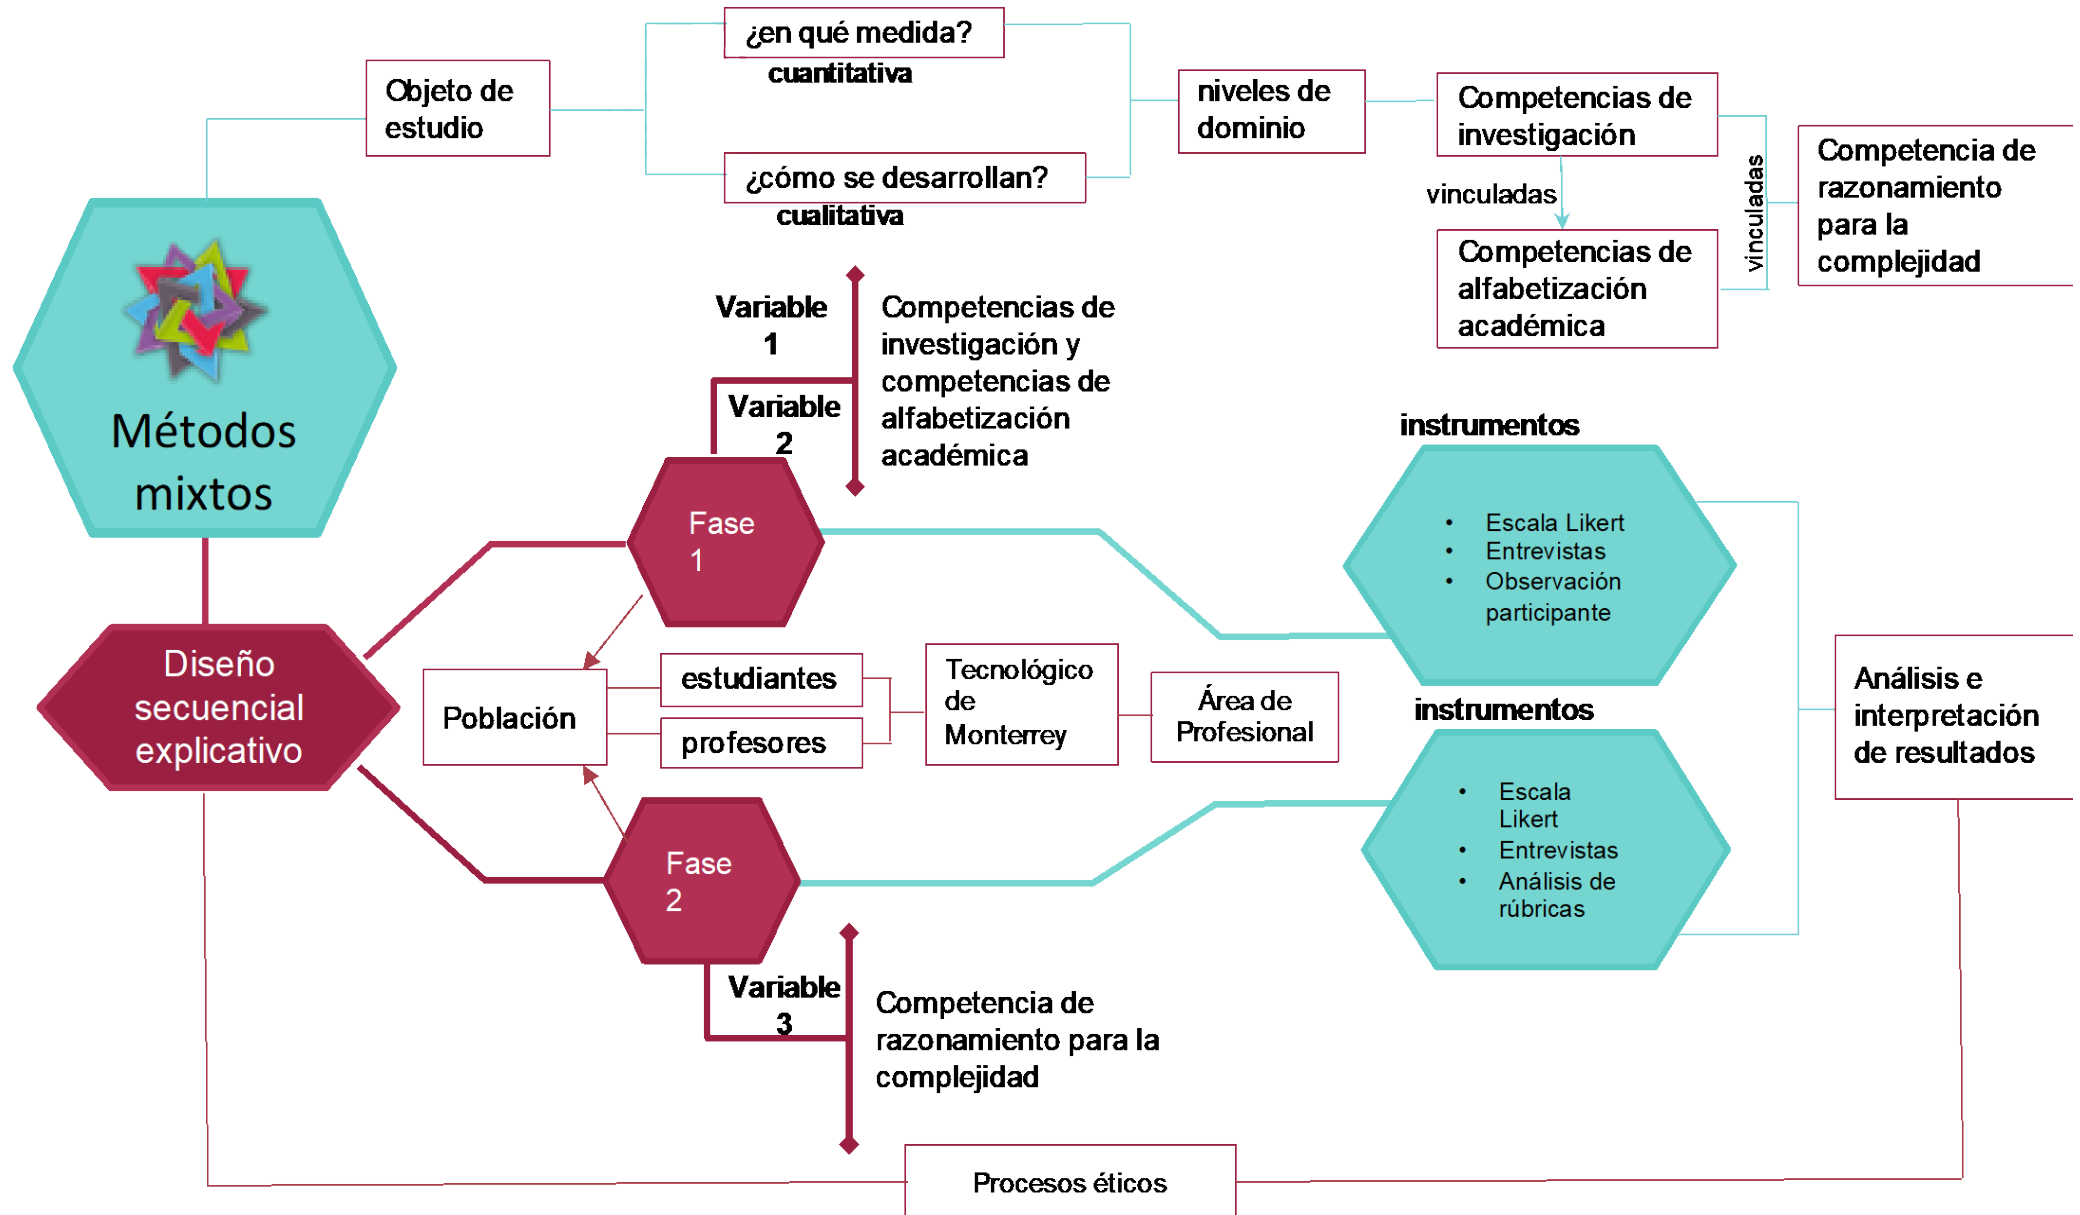 ¿en qué medida?
cuantitativa
Objeto de
estudio
¿cómo se desarrollan?
cualitativa
niveles de
dominio
Competencias de
investigación
vinculadas
Competencias de
alfabetización
académica
vinculadas
Competencia de
razonamiento
para la
complejidad
Métodos
mixtos
Variable
1
Variable
2
Competencias de
investigación y
competencias de
alfabetización
académica
Fase
1
instrumentos
• Escala Likert
• Entrevistas
• Observación
participante
Diseño
secuencial
explicativo
Población
estudiantes
profesores
Tecnológico
de
Monterrey
Área de
Profesional
instrumentos
• Escala
Likert
• Entrevistas
• Análisis de
rúbricas
Análisis e
interpretación
de resultados
Fase
2
Variable
3
Competencia de
razonamiento para la
complejidad
Procesos éticos